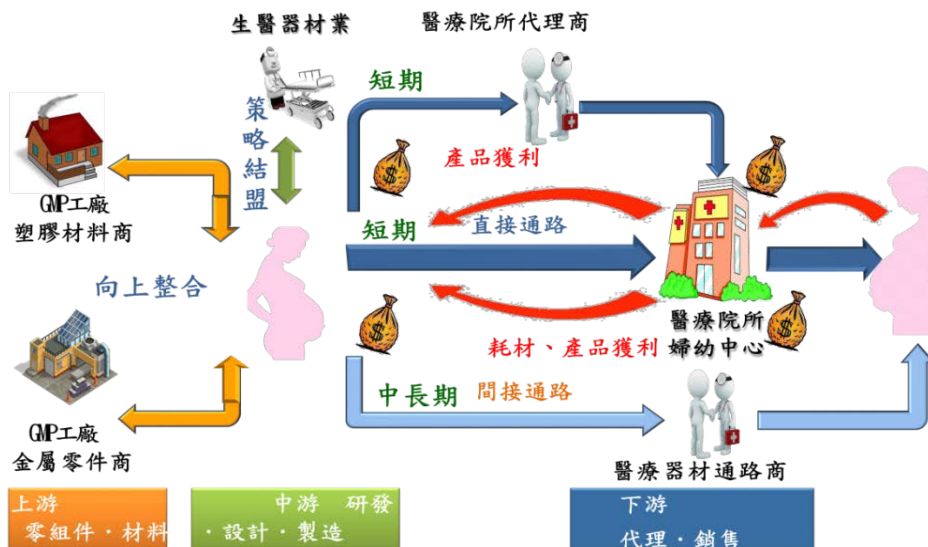 生醫器材業
醫療院所代理商
短期
策略結盟
產品獲利
GMP工廠
塑膠材料商
短期
直接通路
向上整合
醫療院所
婦幼中心
耗材、產品獲利
中長期
間接通路
GMP工廠
金屬零件商
醫療器材通路商
上游
零組件·材料
中游 研發
·設計·製造
下游
代理·銷售